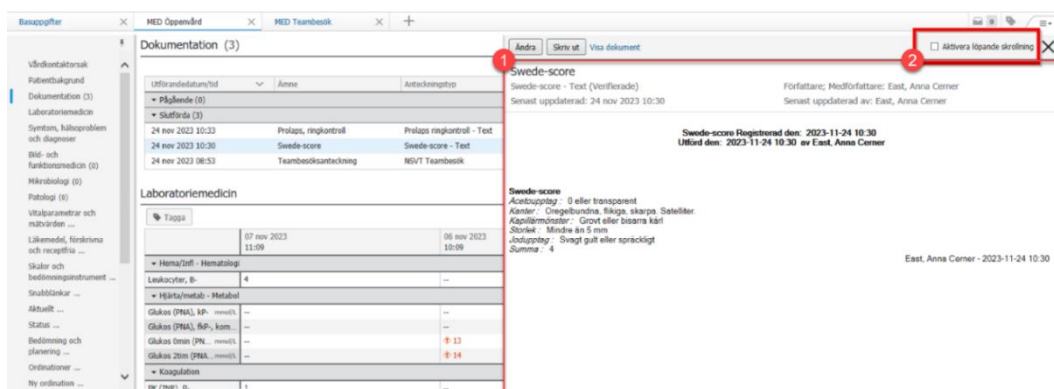 Basuppgifter
MED Öppenvård
MED Teambesök
0
Vårdkontaktorsak
Patientbakgrund
Dokumentation (3)
Laboratoriemedicin
Symtom, hälsoproblem
och diagnoser
Bild- och
funktionsmedicin (0)
Mikrobiologi (0)
Patologi (0)
Vitalparametrar och
mätvärden ...
Läkemedel, förskrivna
och receptfria ...
Skalor och
bedömningsinstrument ...
Snabblänkar ...
Aktuellt ...
Status ...
Bedömning och
planering ...
Ordinationer ...
Ny ordination ...
Dokumentation (3)
Utförandedatum/tid Ämne Anteckningstyp
Pågående (0)
Slutförda (3)
24 nov 2023 10:33 Prolaps, ringkontroll Prolaps ringkontroll - Text
24 nov 2023 10:30 Swede-score Swede-score - Text
24 nov 2023 08:53 Teambesöksanteckning NSVT Teambesök
Laboratoriemedicin
Tagga
07 nov 2023 06 nov 2023
11:09 10:09
Hema/Infl - Hematologi
Leukocyter, B- 4 --
Hjärta/metab - Metabol
Glukos (PNA), kP- mmol/L -- --
Glukos (PNA), fkP-, kom... -- --
Glukos 0min (PN... mmol/L -- 13
Glukos 2tim (PNA... mmol/L -- 14
Koagulation
PK (INR), P- 1 --
Ändra Skriv ut Visa dokument
1
2
Aktivera löpande skrollning
Swede-score
Swede-score - Text (Verifierade) Författare; Medförfattare: East, Anna Cerner
Senast uppdaterad: 24 nov 2023 10:30 Senast uppdaterad av: East, Anna Cerner
Swede-score Registrerad den: 2023-11-24 10:30
Utförd den: 2023-11-24 10:30 av East, Anna Cerner
Swede-score
Acetoupptag : 0 eller transparent
Kanter : Oregelbundna, flikiga, skarpa. Satelliter.
Kapillärmönster : Grovt eller bisarra kärl
Storlek : Mindre än 5 mm
Jodupptag : Svagt gult eller spräckligt
Summa : 4
East, Anna Cerner - 2023-11-24 10:30